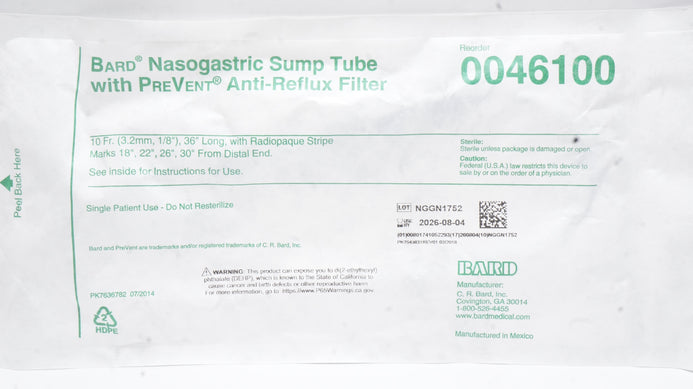 BARD® Nasogastric Sump Tube
with PREVENT® Anti-Reflux Filter
Reorder
0046100
10 Fr. (3.2mm, 1/8"), 36" Long, with Radiopaque Stripe
Marks 18", 22", 26", 30" From Distal End.
See Inside for Instructions for Use.
Sterile:
Sterile unless package is damaged or open.
Caution:
Federal (U.S.A.) law restricts this device to
sale by or on the order of a physician.
Peel Back Here
Single Patient Use - Do Not Resterilize
LOT NGGN1752
2026-08-04
Bard and PreVent are trademarks and/or registered trademarks of C. R. Bard, Inc.
WARNING: This product can expose you to di(2-ethylhexyl)
phthalate (DEHP), which is known to the State of California to
cause cancer and birth defects or other reproductive harm.
For more information, go to: https://www.P65Warnings.ca.gov
PK7636782 07/2014
2
HDPE
BARD
Manufacturer:
C. R. Bard, Inc.
Covington, GA 30014
1-800-526-4455
www.bardmedical.com
Manufactured in Mexico